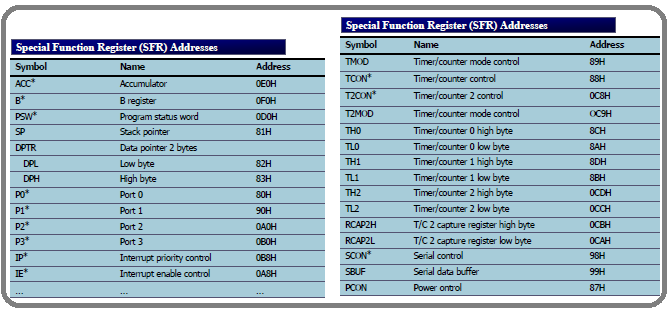 Special Function Register (SFR) Addresses
Symbol Name Address
ACC* Accumulator 0E0H
B* B register 0F0H
PSW* Program status word 0D0H
SP Stack pointer 81H
DPTR Data pointer 2 bytes
DPL Low byte 82H
DPH High byte 83H
P0* Port 0 80H
P1* Port 1 90H
P2* Port 2 0A0H
P3* Port 3 0B0H
IP* Interrupt priority control 0B8H
IE* Interrupt enable control 0A8H
... ... ...
Special Function Register (SFR) Addresses
Symbol Name Address
TMOD Timer/counter mode control 89H
TCON* Timer/counter control 88H
T2CON* Timer/counter 2 control 0C8H
T2MOD Timer/counter mode control OC9H
TH0 Timer/counter 0 high byte 8CH
TL0 Timer/counter 0 low byte 8AH
TH1 Timer/counter 1 high byte 8DH
TL1 Timer/counter 1 low byte 8BH
TH2 Timer/counter 2 high byte 0CDH
TL2 Timer/counter 2 low byte 0CCH
RCAP2H T/C 2 capture register high byte 0CBH
RCAP2L T/C 2 capture register low byte 0CAH
SCON* Serial control 98H
SBUF Serial data buffer 99H
PCON Power ontrol 87H